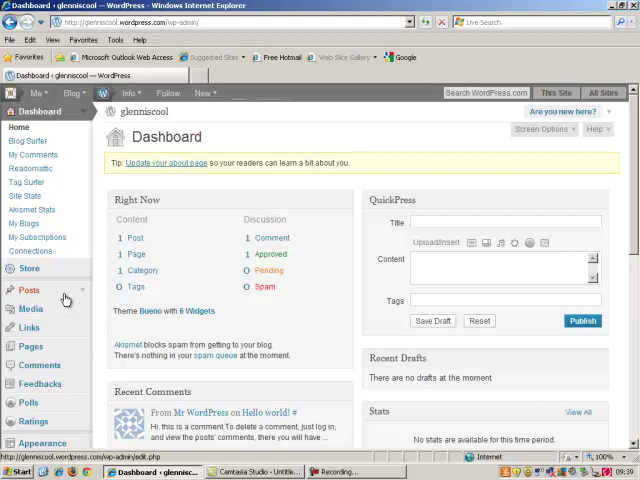 Dashboard ‹ glenniscool — WordPress - Windows Internet Explorer
http://glenniscool.wordpress.com/wp-admin/
Live Search
File Edit View Favorites Tools Help
Favorites Microsoft Outlook Web Access Suggested Sites Free Hotmail Web Slice Gallery Google
Dashboard ‹ glenniscool — WordPress
Me Blog Info Follow New Search WordPress.com This Site All Sites
Dashboard
Home
Blog Surfer
My Comments
Readomattic
Tag Surfer
Site Stats
Akismet Stats
My Blogs
My Subscriptions
Connections
Store
Posts
Media
Links
Pages
Comments
Feedbacks
Polls
Ratings
Appearance
glenniscool
Are you new here?
Dashboard
Screen Options Help
Tip: Update your about page so your readers can learn a bit about you.
Right Now
Content Discussion
1 Post 1 Comment
1 Page 1 Approved
1 Category 0 Pending
0 Tags 0 Spam
Theme Bueno with 6 Widgets
Akismet blocks spam from getting to your blog.
There's nothing in your spam queue at the moment.
Recent Comments
From Mr WordPress on Hello world! #
Hi, this is a comment.To delete a comment, just log in,
and view the posts' comments, there you will have ...
QuickPress
Title
Upload/Insert
Content
Tags
Save Draft Reset Publish
Recent Drafts
There are no drafts at the moment
Stats View All
No stats are available for this time period.
http://glenniscool.wordpress.com/wp-admin/edit.php
Internet 100%
Start Dashboard ‹ glennisc... Camtasia Studio - Untitle... Recording... 09:39